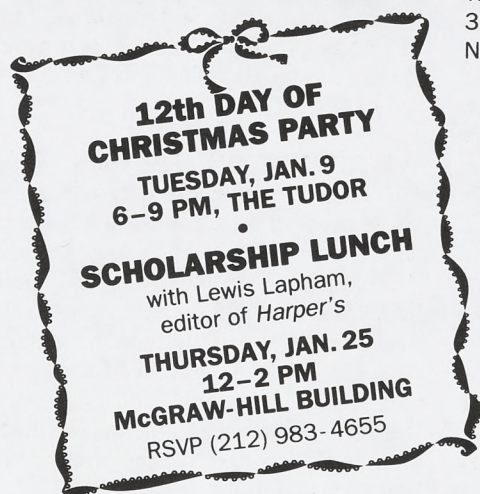 3
N
12th DAY OF
CHRISTMAS PARTY
TUESDAY, JAN. 9
6–9 PM, THE TUDOR
•
SCHOLARSHIP LUNCH
with Lewis Lapham,
editor of Harper's
THURSDAY, JAN. 25
12–2 PM
McGRAW-HILL BUILDING
RSVP (212) 983-4655